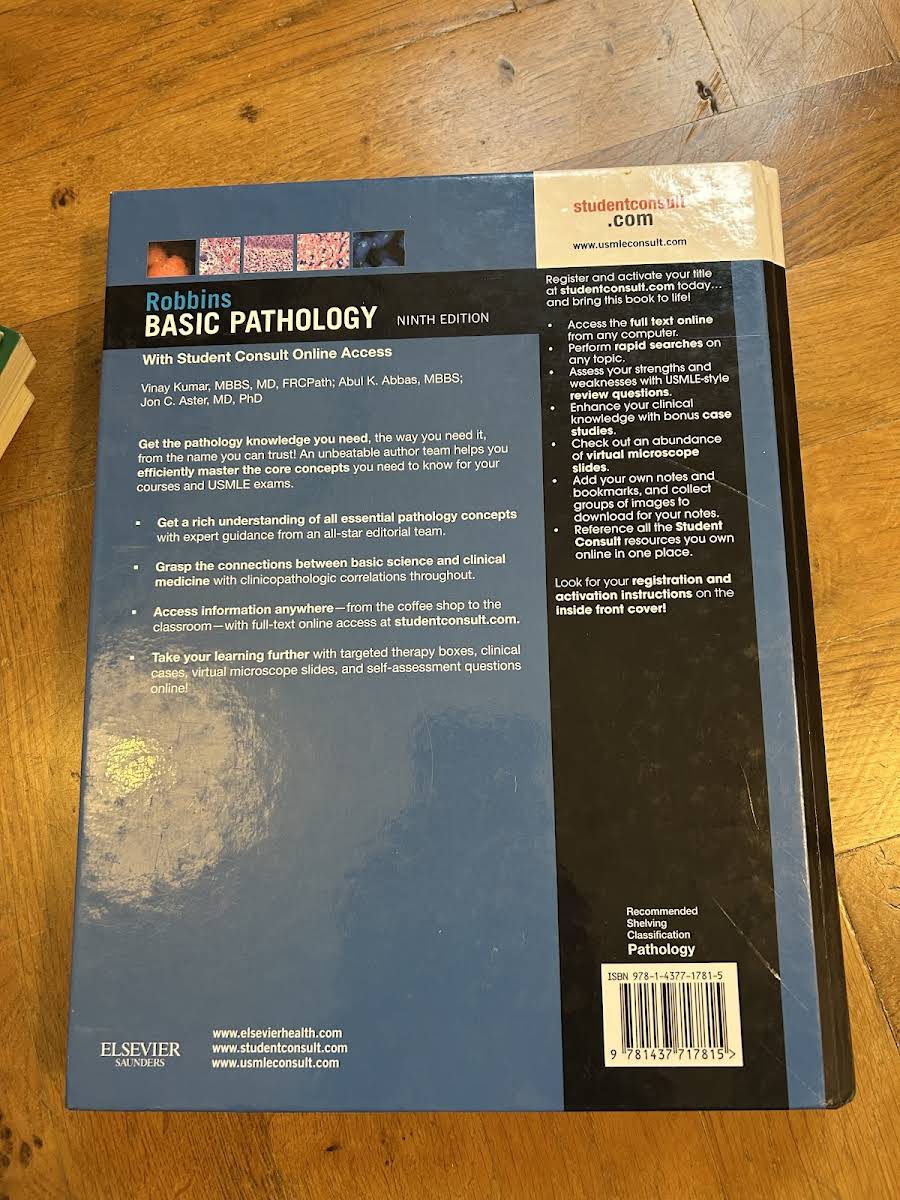 studentconsult
.com
www.usmleconsult.com
Robbins
BASIC PATHOLOGY NINTH EDITION
With Student Consult Online Access
Vinay Kumar, MBBS, MD, FRCPath; Abul K. Abbas, MBBS;
Jon C. Aster, MD, PhD
Get the pathology knowledge you need, the way you need it,
from the name you can trust! An unbeatable author team helps you
efficiently master the core concepts you need to know for your
courses and USMLE exams.
▪ Get a rich understanding of all essential pathology concepts
with expert guidance from an all-star editorial team.
▪ Grasp the connections between basic science and clinical
medicine with clinicopathologic correlations throughout.
▪ Access information anywhere—from the coffee shop to the
classroom—with full-text online access at studentconsult.com.
▪ Take your learning further with targeted therapy boxes, clinical
cases, virtual microscope slides, and self-assessment questions
online!
Register and activate your title
at studentconsult.com today...
and bring this book to life!
• Access the full text online
from any computer.
• Perform rapid searches on
any topic.
• Assess your strengths and
weaknesses with USMLE-style
review questions.
• Enhance your clinical
knowledge with bonus case
studies.
• Check out an abundance
of virtual microscope
slides.
• Add your own notes and
bookmarks, and collect
groups of images to
download for your notes.
• Reference all the Student
Consult resources you own
online in one place.
Look for your registration and
activation instructions on the
inside front cover!
Recommended
Shelving
Classification
Pathology
ISBN 978-1-4377-1781-5
9 781437 717815 >
ELSEVIER
SAUNDERS
www.elsevierhealth.com
www.studentconsult.com
www.usmleconsult.com